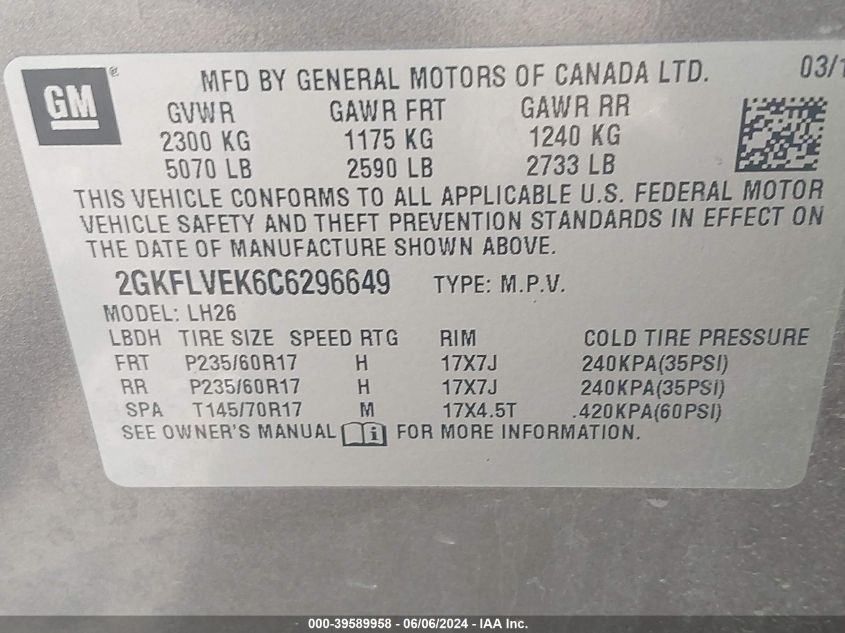 GM®
MFD BY GENERAL MOTORS OF CANADA LTD. 03/1
GVWR GAWR FRT GAWR RR
2300 KG 1175 KG 1240 KG
5070 LB 2590 LB 2733 LB
THIS VEHICLE CONFORMS TO ALL APPLICABLE U.S. FEDERAL MOTOR
VEHICLE SAFETY AND THEFT PREVENTION STANDARDS IN EFFECT ON
THE DATE OF MANUFACTURE SHOWN ABOVE.
2GKFLVEK6C6296649 TYPE: M.P.V.
MODEL: LH26
LBDH TIRE SIZE SPEED RTG RIM COLD TIRE PRESSURE
FRT P235/60R17 H 17X7J 240KPA(35PSI)
RR P235/60R17 H 17X7J 240KPA(35PSI)
SPA T145/70R17 M 17X4.5T .420KPA(60PSI)
SEE OWNER'S MANUAL FOR MORE INFORMATION.
000-39589958 - 06/06/2024 - IAA Inc.